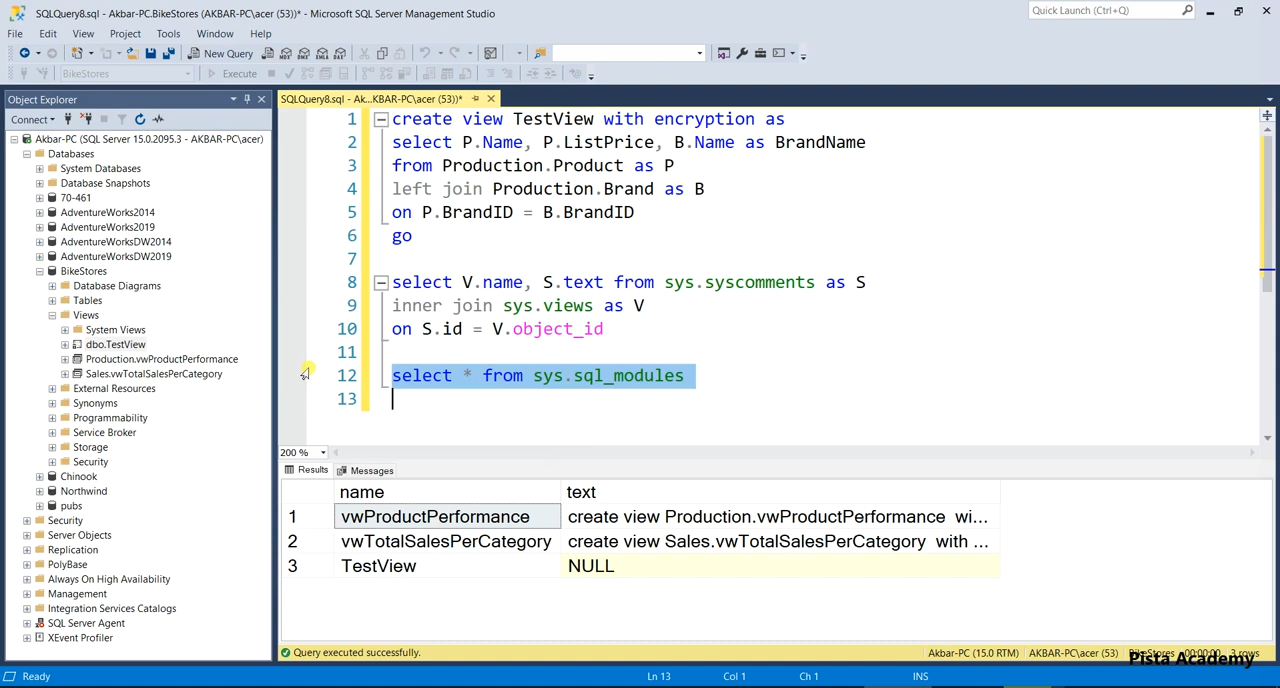 SQLQuery8.sql - Akbar-PC.BikeStores (AKBAR-PC\acer (53))* - Microsoft SQL Server Management Studio
Quick Launch (Ctrl+Q)
File Edit View Project Tools Window Help
New Query
MDX DMX XMLA DAX
BikeStores Execute
Object Explorer
SQLQuery8.sql - Ak...KBAR-PC\acer (53))*
Connect
Akbar-PC (SQL Server 15.0.2095.3 - AKBAR-PC\acer)
Databases
System Databases
Database Snapshots
70-461
AdventureWorks2014
AdventureWorks2019
AdventureWorksDW2014
AdventureWorksDW2019
BikeStores
Database Diagrams
Tables
Views
System Views
dbo.TestView
Production.vwProductPerformance
Sales.vwTotalSalesPerCategory
External Resources
Synonyms
Programmability
Service Broker
Storage
Security
Chinook
Northwind
pubs
Security
Server Objects
Replication
PolyBase
Always On High Availability
Management
Integration Services Catalogs
SQL Server Agent
XEvent Profiler
1 create view TestView with encryption as
2 select P.Name, P.ListPrice, B.Name as BrandName
3 from Production.Product as P
4 left join Production.Brand as B
5 on P.BrandID = B.BrandID
6 go
7
8 select V.name, S.text from sys.syscomments as S
9 inner join sys.views as V
10 on S.id = V.object_id
11
12 select * from sys.sql_modules
13
200 %
Results Messages
name text
1 vwProductPerformance create view Production.vwProductPerformance wi...
2 vwTotalSalesPerCategory create view Sales.vwTotalSalesPerCategory with ...
3 TestView NULL
Query executed successfully. Akbar-PC (15.0 RTM) AKBAR-PC\acer (53) BikeStores 00:00:00 3 rows
Pista Academy
Ready Ln 13 Col 1 Ch 1 INS